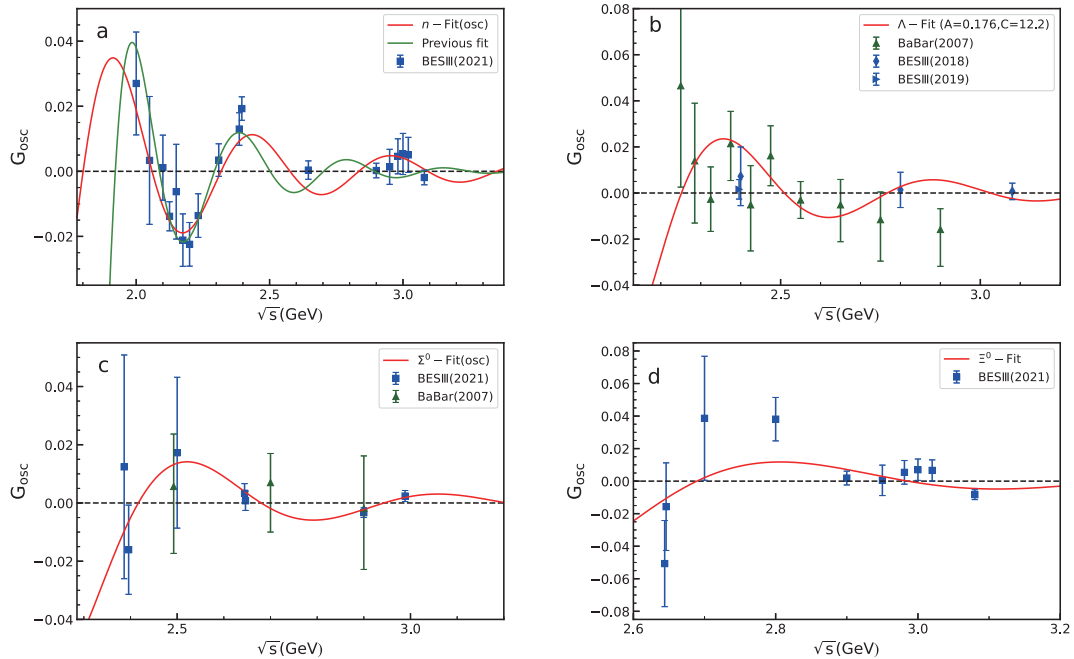 a
n − Fit(osc)
Previous fit
BESⅢ(2021)
0.04
0.02
0.00
−0.02
G_osc
2.0 2.5 3.0
√s(GeV)
b
Λ − Fit (A=0.176,C=12.2)
BaBar(2007)
BESⅢ(2018)
BESⅢ(2019)
0.08
0.06
0.04
0.02
0.00
−0.02
−0.04
G_osc
2.5 3.0
√s(GeV)
c
Σ⁰ − Fit(osc)
BESⅢ(2021)
BaBar(2007)
0.04
0.02
0.00
−0.02
−0.04
G_osc
2.5 3.0
√s(GeV)
d
Ξ⁰ − Fit
BESⅢ(2021)
0.08
0.06
0.04
0.02
0.00
−0.02
−0.04
−0.06
−0.08
G_osc
2.6 2.8 3.0 3.2
√s(GeV)